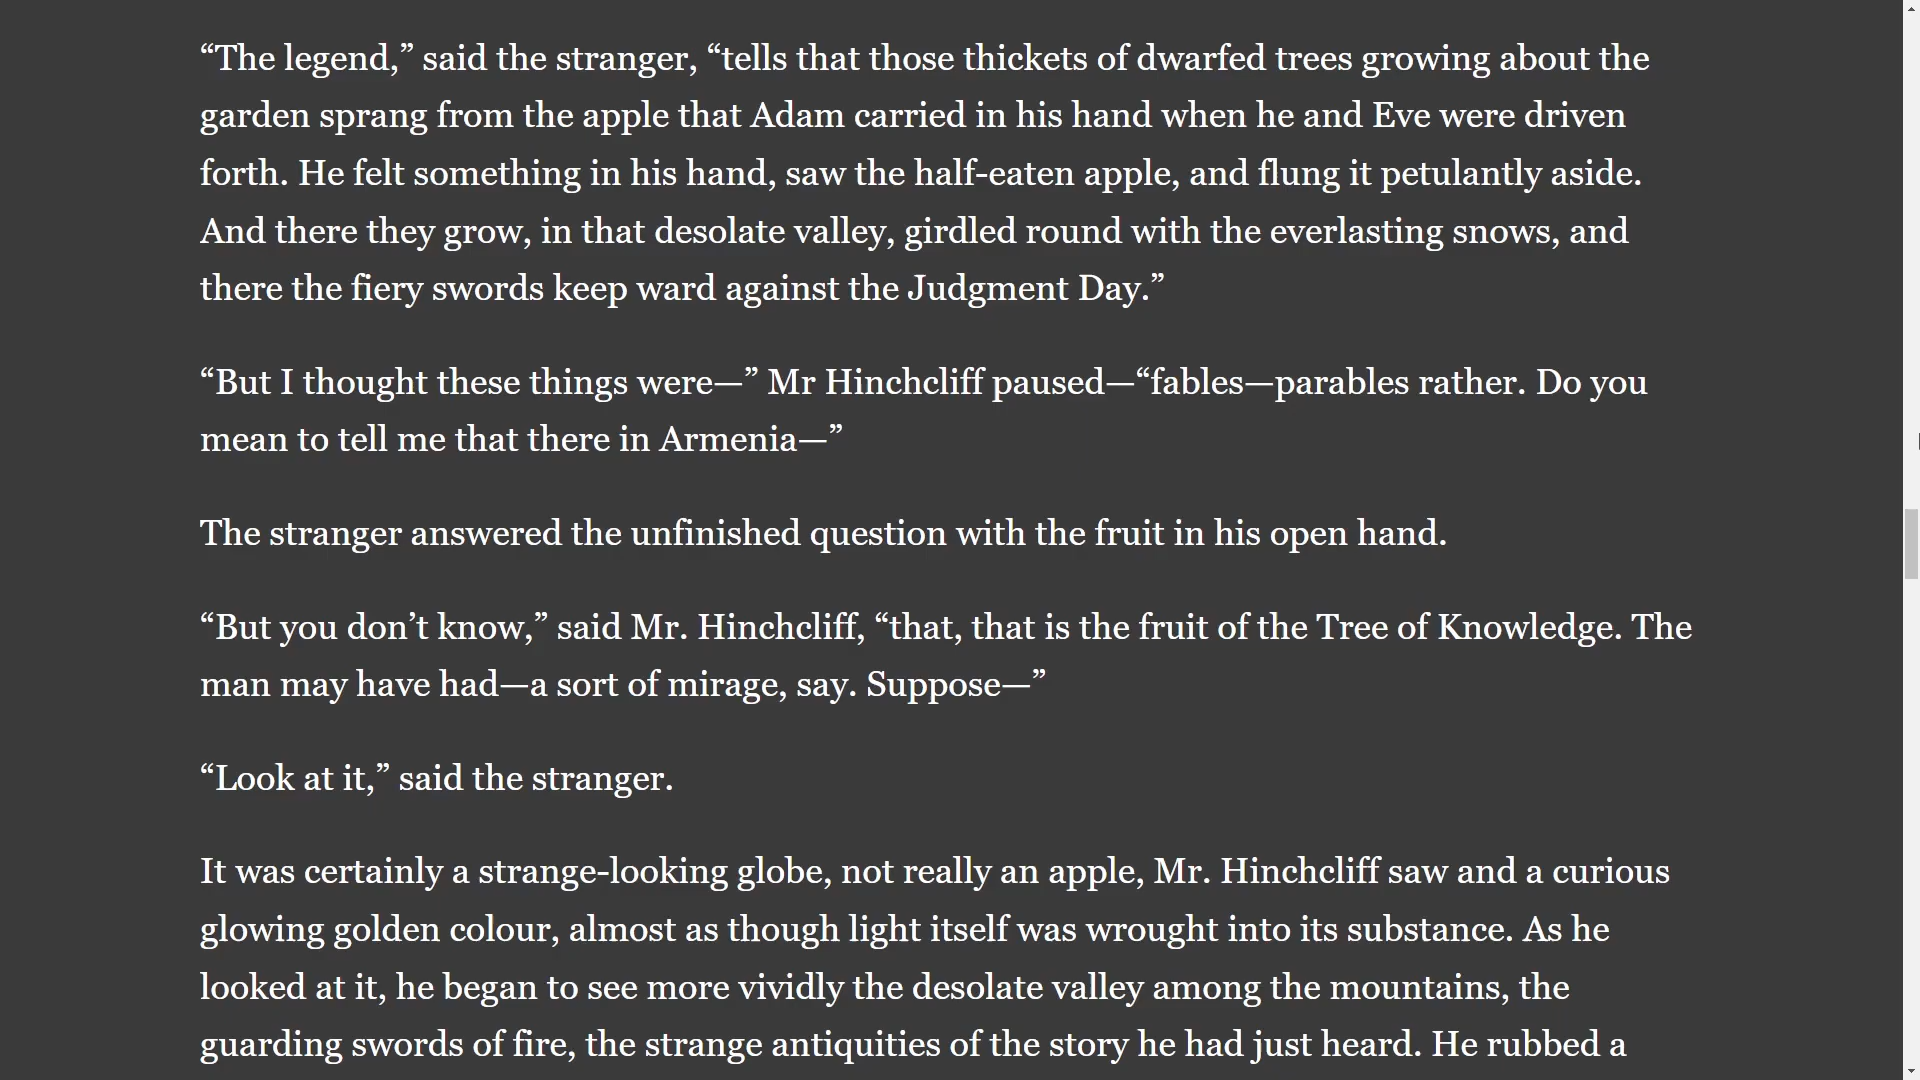 “The legend,” said the stranger, “tells that those thickets of dwarfed trees growing about the
garden sprang from the apple that Adam carried in his hand when he and Eve were driven
forth. He felt something in his hand, saw the half-eaten apple, and flung it petulantly aside.
And there they grow, in that desolate valley, girdled round with the everlasting snows, and
there the fiery swords keep ward against the Judgment Day.”
“But I thought these things were—” Mr Hinchcliff paused—“fables—parables rather. Do you
mean to tell me that there in Armenia—”
The stranger answered the unfinished question with the fruit in his open hand.
“But you don’t know,” said Mr. Hinchcliff, “that, that is the fruit of the Tree of Knowledge. The
man may have had—a sort of mirage, say. Suppose—”
“Look at it,” said the stranger.
It was certainly a strange-looking globe, not really an apple, Mr. Hinchcliff saw and a curious
glowing golden colour, almost as though light itself was wrought into its substance. As he
looked at it, he began to see more vividly the desolate valley among the mountains, the
guarding swords of fire, the strange antiquities of the story he had just heard. He rubbed a